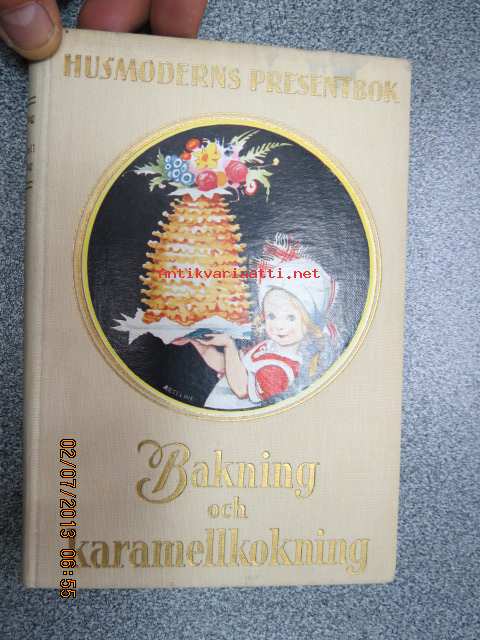 HUSMODERNS PRESENTBOK
Antikvariaatti.net
Bakning
och
karamellkokning
02/07/2013 06:55